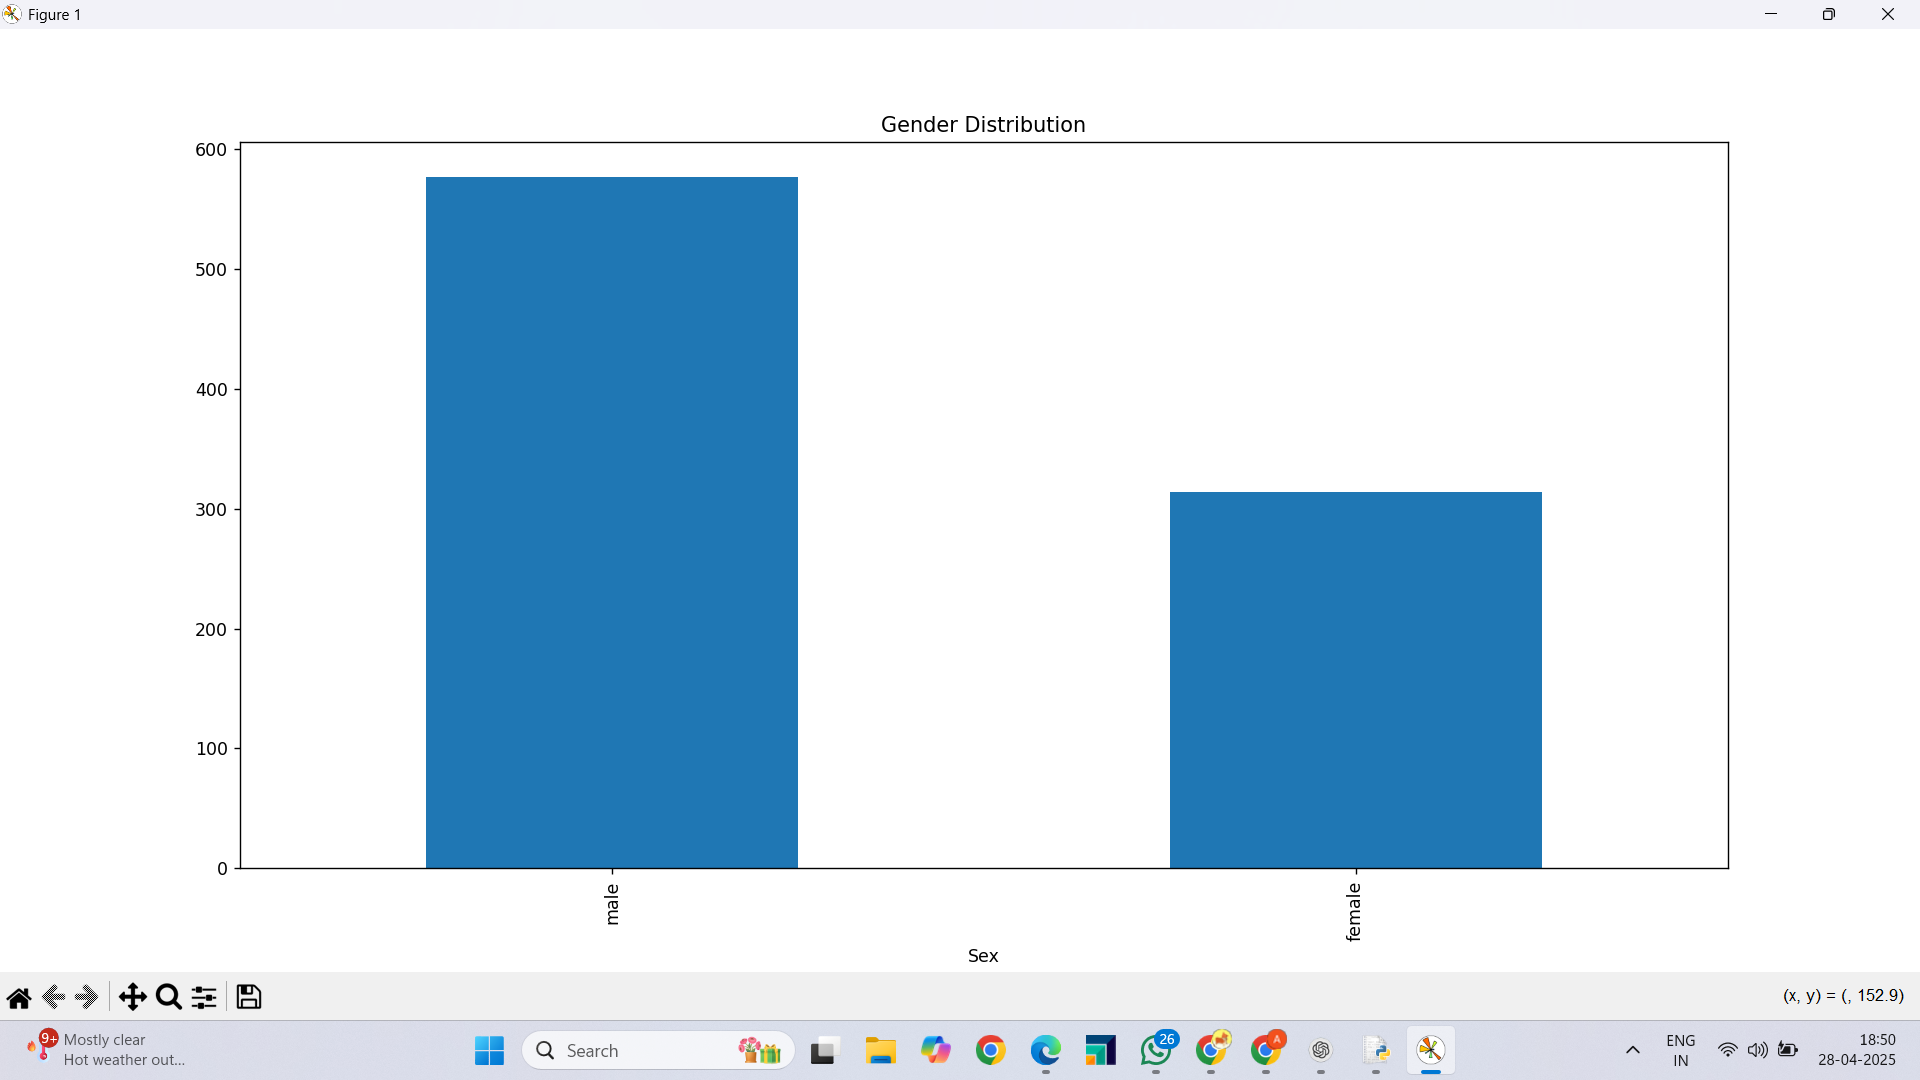 Figure 1
Gender Distribution
600
500
400
300
200
100
0
male
female
Sex
(x, y) = (, 152.9)
9+
Mostly clear
Hot weather out...
Search
26
A
ENG
IN
18:50
28-04-2025